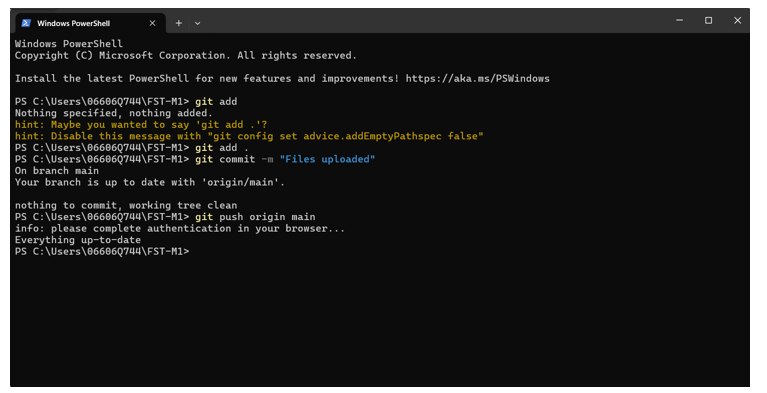 Windows PowerShell
Windows PowerShell
Copyright (C) Microsoft Corporation. All rights reserved.
Install the latest PowerShell for new features and improvements! https://aka.ms/PSWindows
PS C:\Users\06606Q744\FST-M1> git add
Nothing specified, nothing added.
hint: Maybe you wanted to say 'git add .'?
hint: Disable this message with "git config set advice.addEmptyPathspec false"
PS C:\Users\06606Q744\FST-M1> git add .
PS C:\Users\06606Q744\FST-M1> git commit -m "Files uploaded"
On branch main
Your branch is up to date with 'origin/main'.
nothing to commit, working tree clean
PS C:\Users\06606Q744\FST-M1> git push origin main
info: please complete authentication in your browser...
Everything up-to-date
PS C:\Users\06606Q744\FST-M1>